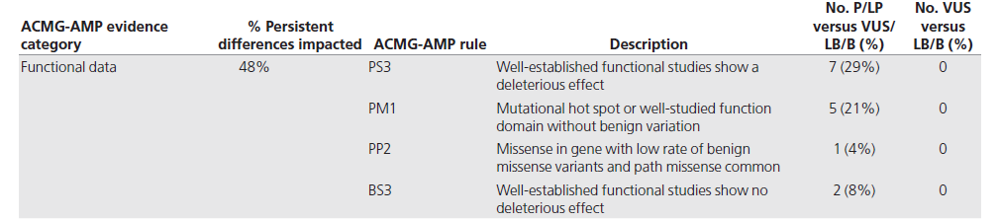 ACMG-AMP evidence category % Persistent differences impacted ACMG-AMP rule Description No. P/LP versus VUS/ LB/B (%) No. VUS versus LB/B (%)
Functional data 48% PS3 Well-established functional studies show a 7 (29%) 0
deleterious effect
PM1 Mutational hot spot or well-studied function 5 (21%) 0
domain without benign variation
PP2 Missense in gene with low rate of benign 1 (4%) 0
missense variants and path missense common
BS3 Well-established functional studies show no 2 (8%) 0
deleterious effect